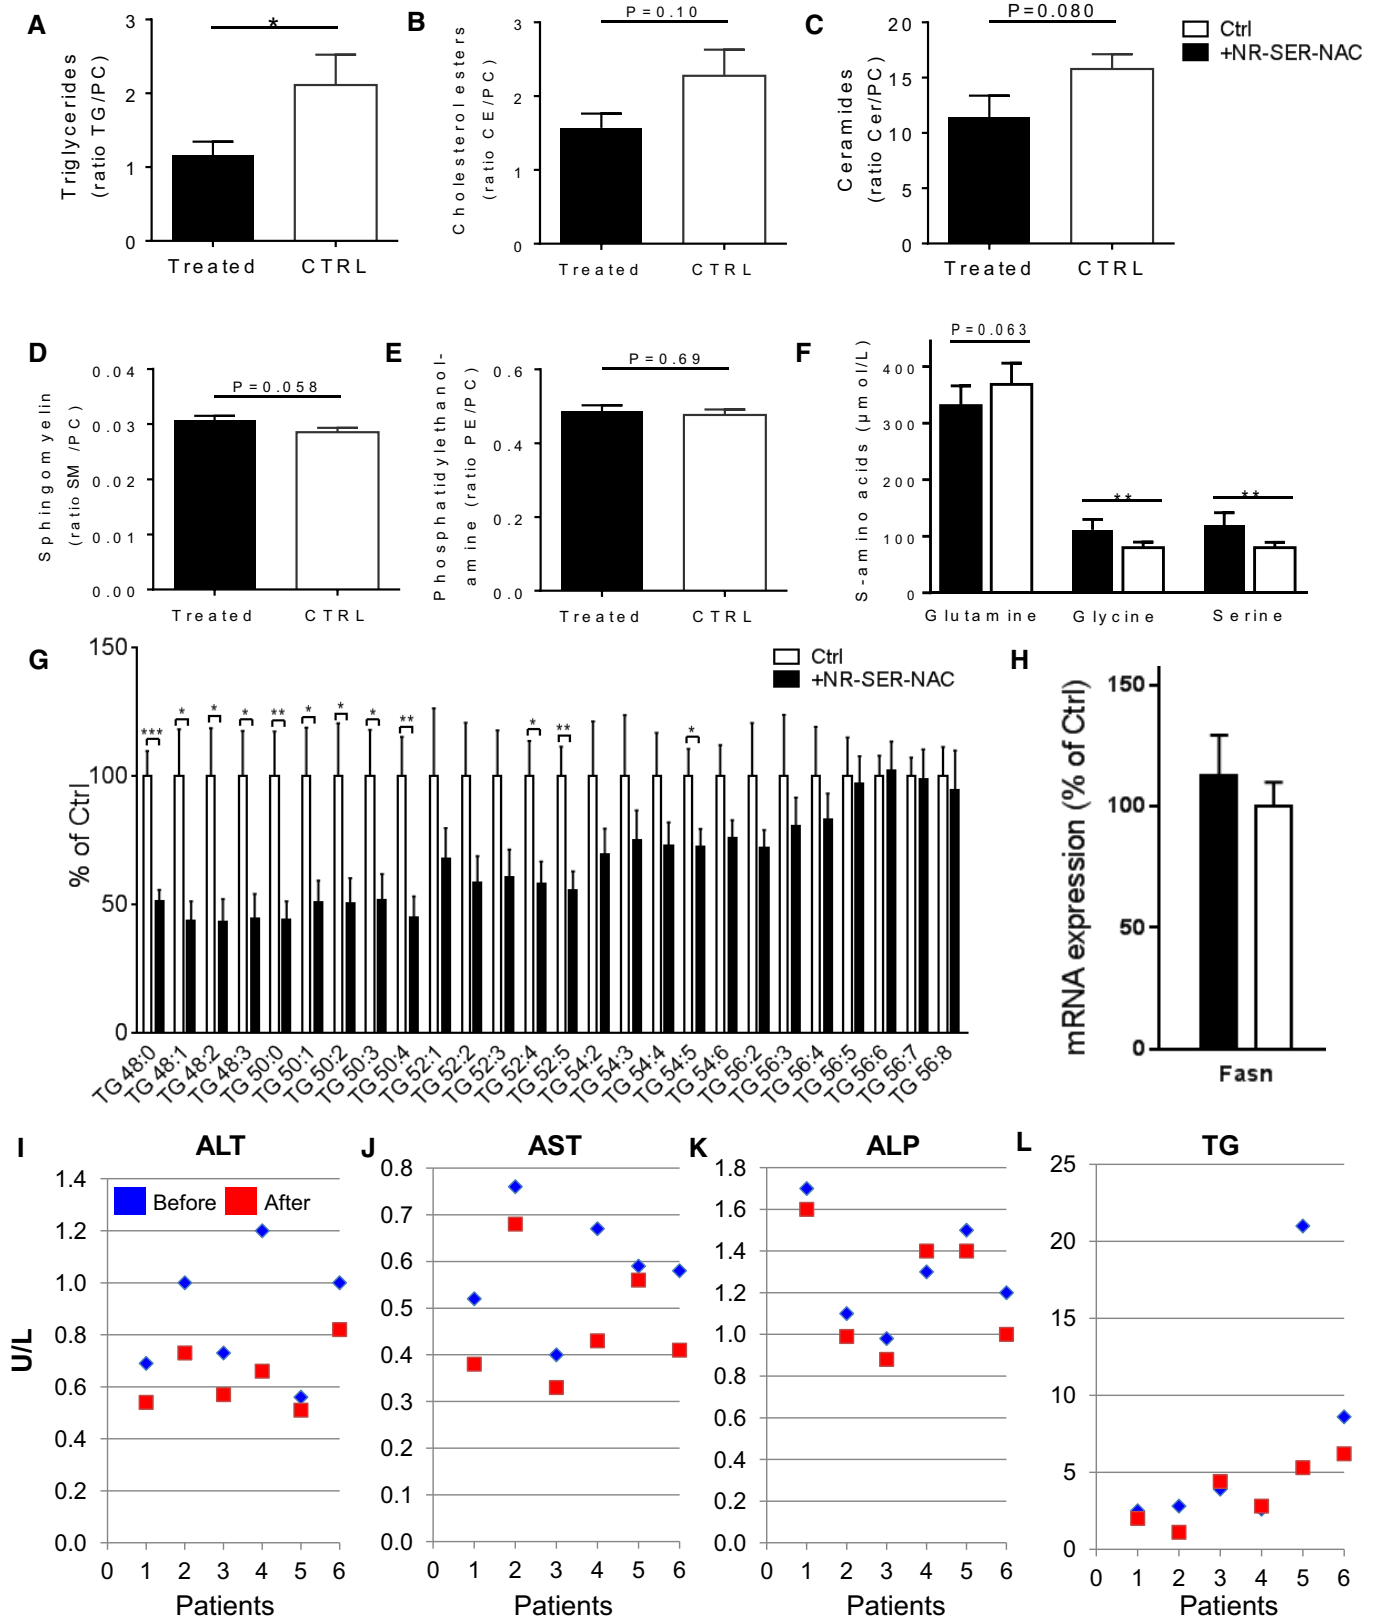 A
Triglycerides
(ratio TG/PC)
3
2
1
0
*
Treated
CTRL
B
Cholesterolesters
(ratio CE/PC)
3
2
1
0
P=0.10
Treated
CTRL
C
Ceramides
(ratio Cer/PC)
20
15
10
5
0
P=0.080
Treated
CTRL
Ctrl
+NR-SER-NAC
D
Sphingomyelin
(ratio SM /PC)
0.04
0.03
0.02
0.01
0.00
P=0.058
Treated
CTRL
E
Phosphatidylethanol-
amine (ratio PE/PC)
0.6
0.4
0.2
0.0
P=0.69
Treated
CTRL
F
S-amino acids (µmol/L)
400
300
200
100
0
P=0.063
**
**
Glutamine
Glycine
Serine
G
% of Ctrl
150
100
50
0
Ctrl
+NR-SER-NAC
***
*
*
*
**
*
*
*
**
*
**
*
TG 48:0
TG 48:1
TG 48:2
TG 48:3
TG 50:0
TG 50:1
TG 50:2
TG 50:3
TG 50:4
TG 52:1
TG 52:2
TG 52:3
TG 52:4
TG 52:5
TG 54:2
TG 54:3
TG 54:4
TG 54:5
TG 54:6
TG 56:2
TG 56:3
TG 56:4
TG 56:5
TG 56:6
TG 56:7
TG 56:8
H
mRNA expression (% of Ctrl)
150
100
50
0
Fasn
I
ALT
U/L
1.4
1.2
1.0
0.8
0.6
0.4
0.2
0.0
Before
After
0 1 2 3 4 5 6
Patients
J
AST
0.8
0.7
0.6
0.5
0.4
0.3
0.2
0.1
0.0
0 1 2 3 4 5 6
Patients
K
ALP
1.8
1.6
1.4
1.2
1.0
0.8
0.6
0.4
0.2
0.0
0 1 2 3 4 5 6
Patients
L
TG
25
20
15
10
5
0
0 1 2 3 4 5 6
Patients